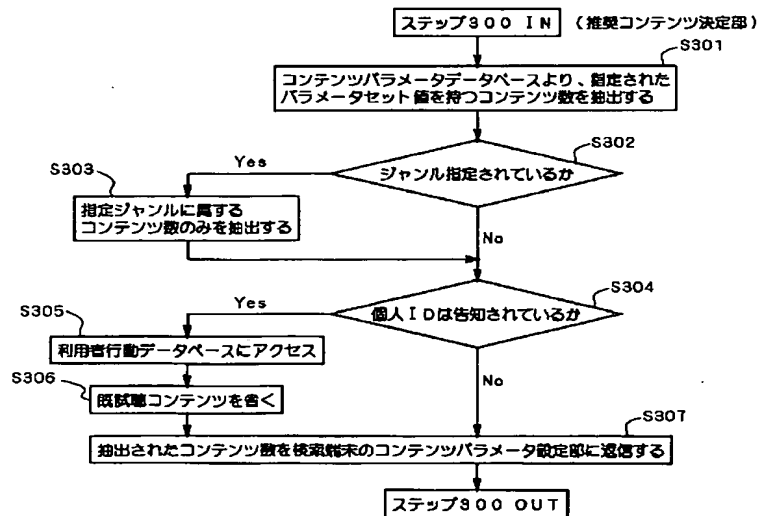 ステップ300 IN (推奨コンテンツ決定部)
S301
コンテンツパラメータデータベースより、指定された
パラメータセット値を持つコンテンツ数を抽出する
S302
ジャンル指定されているか
Yes
S303
指定ジャンルに属する
コンテンツ数のみを抽出する
No
S304
個人IDは告知されているか
Yes
S305
利用者行動データベースにアクセス
S306
既試聴コンテンツを省く
No
S307
抽出されたコンテンツ数を検索端末のコンテンツパラメータ設定部に返信する
ステップ300 OUT